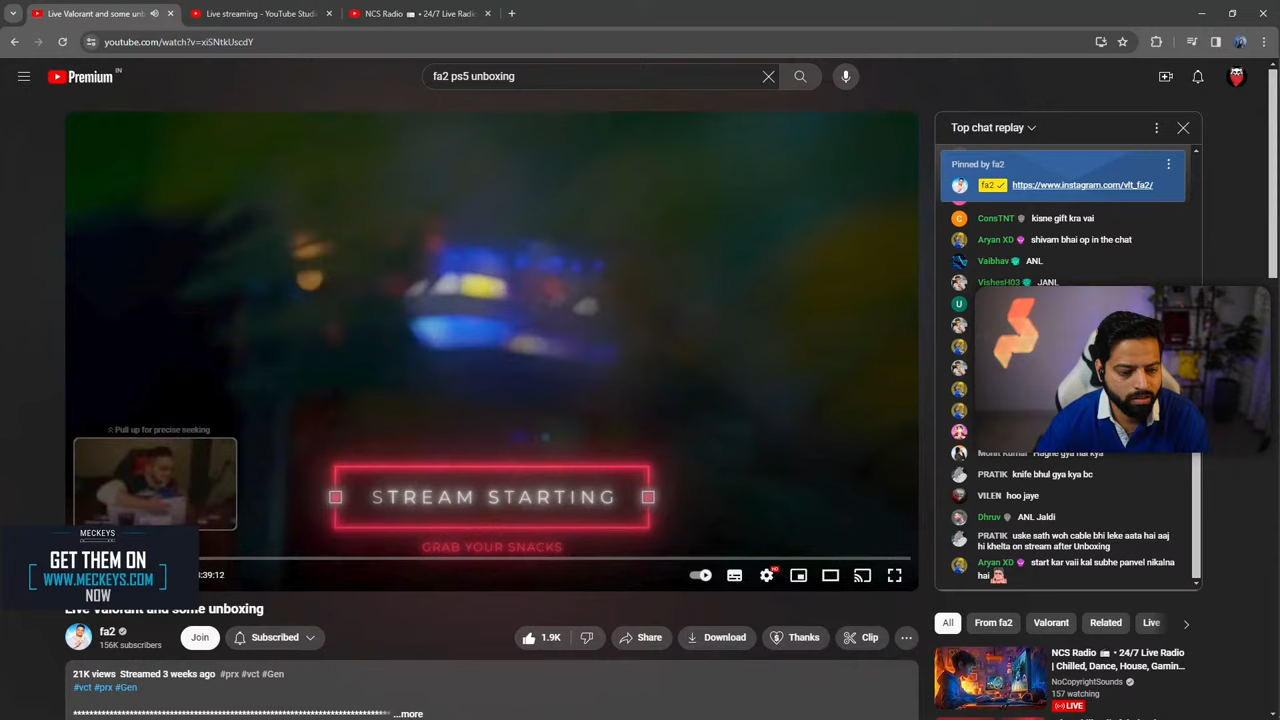 Live Valorant and some unb
Live streaming - YouTube Studi
NCS Radio • 24/7 Live Radi
youtube.com/watch?v=xiSNtkUscdY
Premium IN
fa2 ps5 unboxing
Top chat replay
Pinned by fa2
fa2 https://www.instagram.com/vlt_fa2/
ConsTNT kisne gift kra vai
Aryan XD shivam bhai op in the chat
Vaibhav ANL
VishesH03 JANL
U
PRATIK knife bhul gya kya bc
VILEN hoo jaye
Dhruv ANL Jaldi
PRATIK uske sath woh cable bhi leke aata hai aaj
hi khelta on stream after Unboxing
Aryan XD start kar vaii kal subhe panvel nikalna
hai
Pull up for precise seeking
STREAM STARTING
GRAB YOUR SNACKS
MECKEYS
GET THEM ON
WWW.MECKEYS.COM
NOW
:39:12
HD
Live Valorant and some unboxing
fa2
156K subscribers
Join
Subscribed
1.9K
Share
Download
Thanks
Clip
21K views Streamed 3 weeks ago #prx #vct #Gen
#vct #prx #Gen
...more
All
From fa2
Valorant
Related
Live
NCS Radio • 24/7 Live Radio
| Chilled, Dance, House, Gamin...
NoCopyrightSounds
157 watching
LIVE